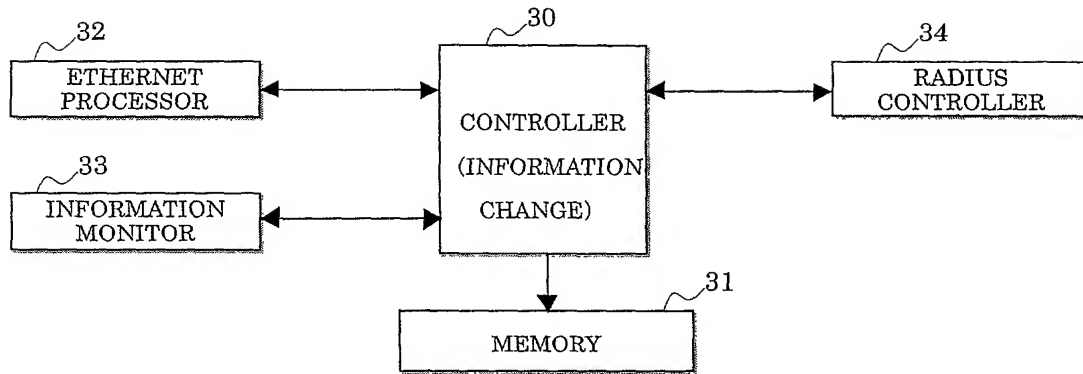 30
32
34
ETHERNET
PROCESSOR
RADIUS
CONTROLLER
CONTROLLER
(INFORMATION
CHANGE)
33
INFORMATION
MONITOR
31
MEMORY